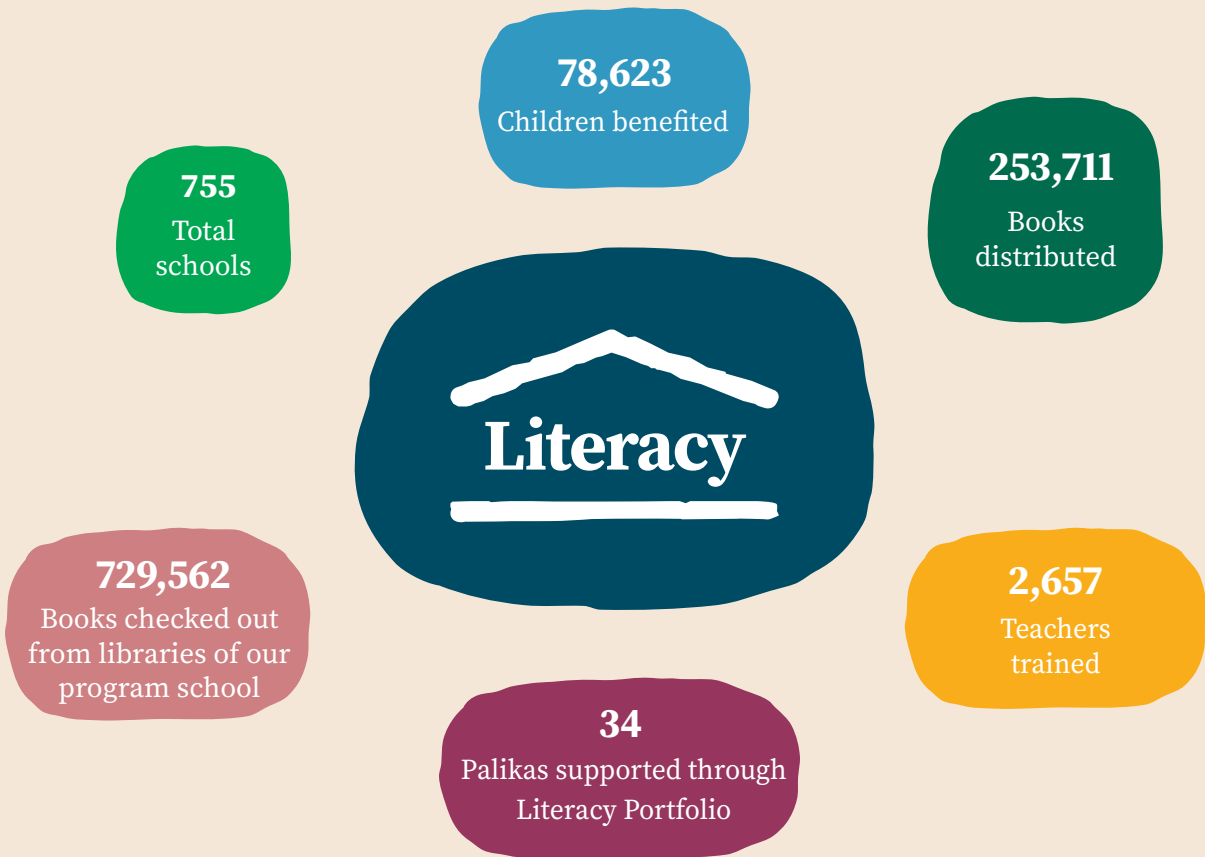 78,623
Children benefited
755
Total
schools
253,711
Books
distributed
Literacy
729,562
Books checked out
from libraries of our
program school
2,657
Teachers
trained
34
Palikas supported through
Literacy Portfolio